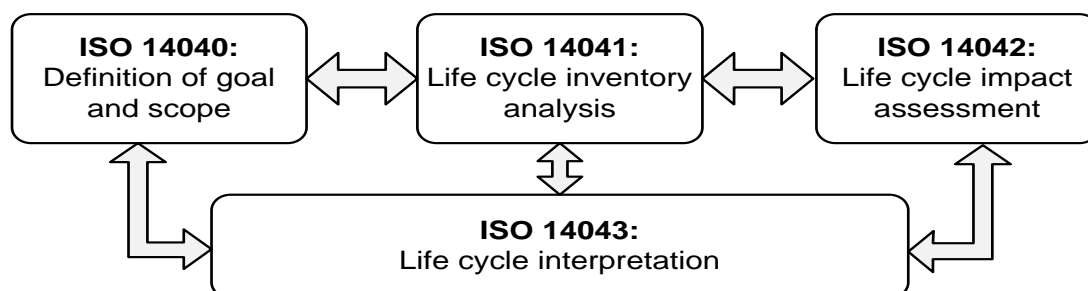 ISO 14040:
Definition of goal
and scope
ISO 14041:
Life cycle inventory
analysis
ISO 14042:
Life cycle impact
assessment
ISO 14043:
Life cycle interpretation